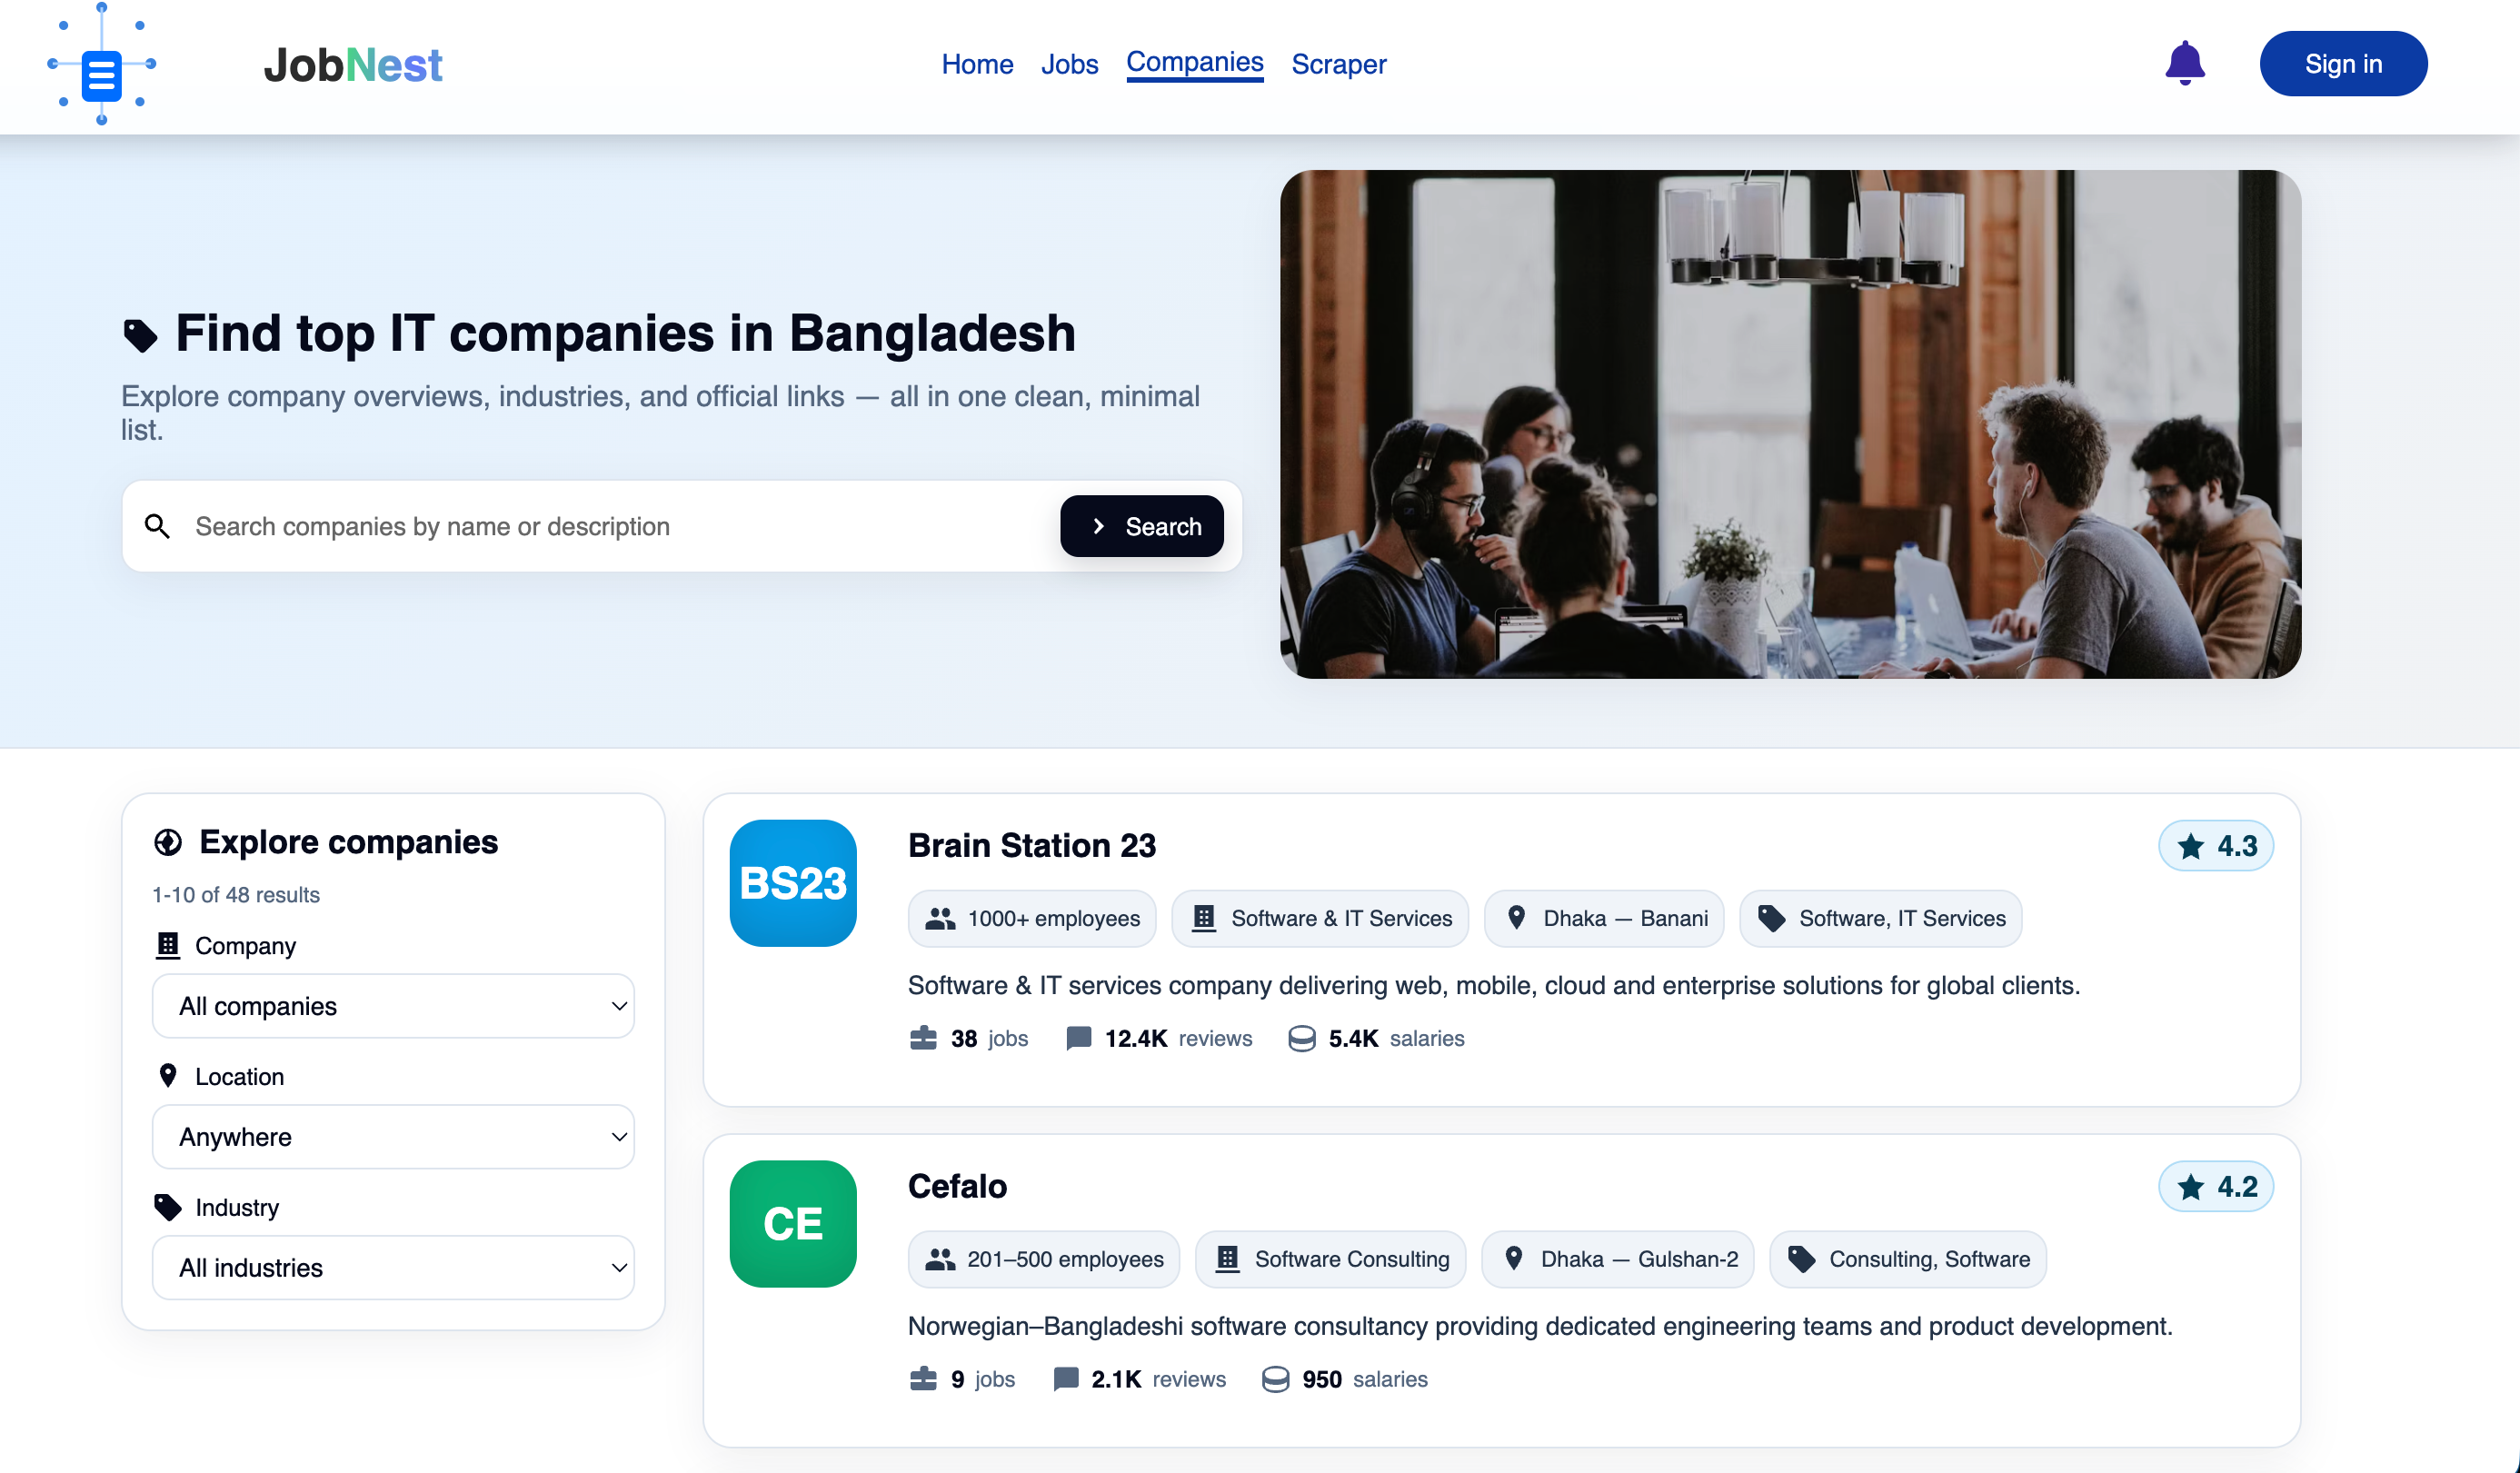 JobNest
Home Jobs Companies Scraper
Sign in
Find top IT companies in Bangladesh
Explore company overviews, industries, and official links — all in one clean, minimal
list.
Search companies by name or description
Search
Explore companies
1-10 of 48 results
Company
All companies
Location
Anywhere
Industry
All industries
BS23
Brain Station 23
4.3
1000+ employees Software & IT Services Dhaka — Banani Software, IT Services
Software & IT services company delivering web, mobile, cloud and enterprise solutions for global clients.
38 jobs 12.4K reviews 5.4K salaries
CE
Cefalo
4.2
201–500 employees Software Consulting Dhaka — Gulshan-2 Consulting, Software
Norwegian–Bangladeshi software consultancy providing dedicated engineering teams and product development.
9 jobs 2.1K reviews 950 salaries